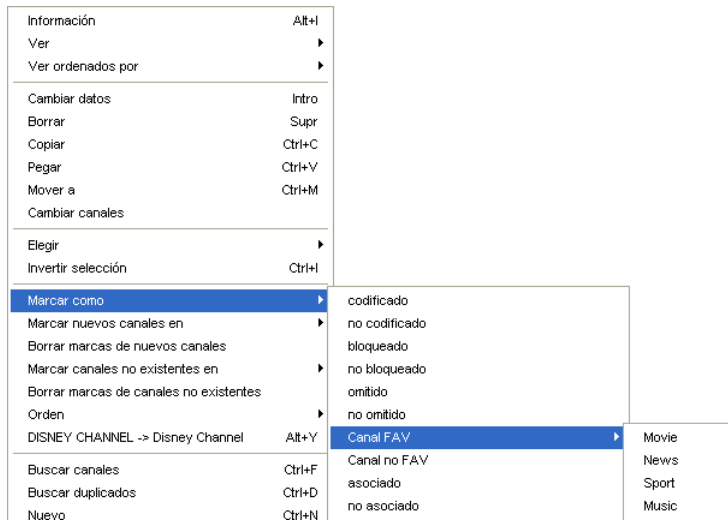 Información Alt+I
Ver
Ver ordenados por
Cambiar datos Intro
Borrar Supr
Copiar Ctrl+C
Pegar Ctrl+V
Mover a Ctrl+M
Cambiar canales
Elegir
Invertir selección Ctrl+I
Marcar como
Marcar nuevos canales en
Borrar marcas de nuevos canales
Marcar canales no existentes en
Borrar marcas de canales no existentes
Orden
DISNEY CHANNEL -> Disney Channel Alt+Y
Buscar canales Ctrl+F
Buscar duplicados Ctrl+D
Nuevo Ctrl+N
codificado
no codificado
bloqueado
no bloqueado
omitido
no omitido
Canal FAV
Canal no FAV
asociado
no asociado
Movie
News
Sport
Music